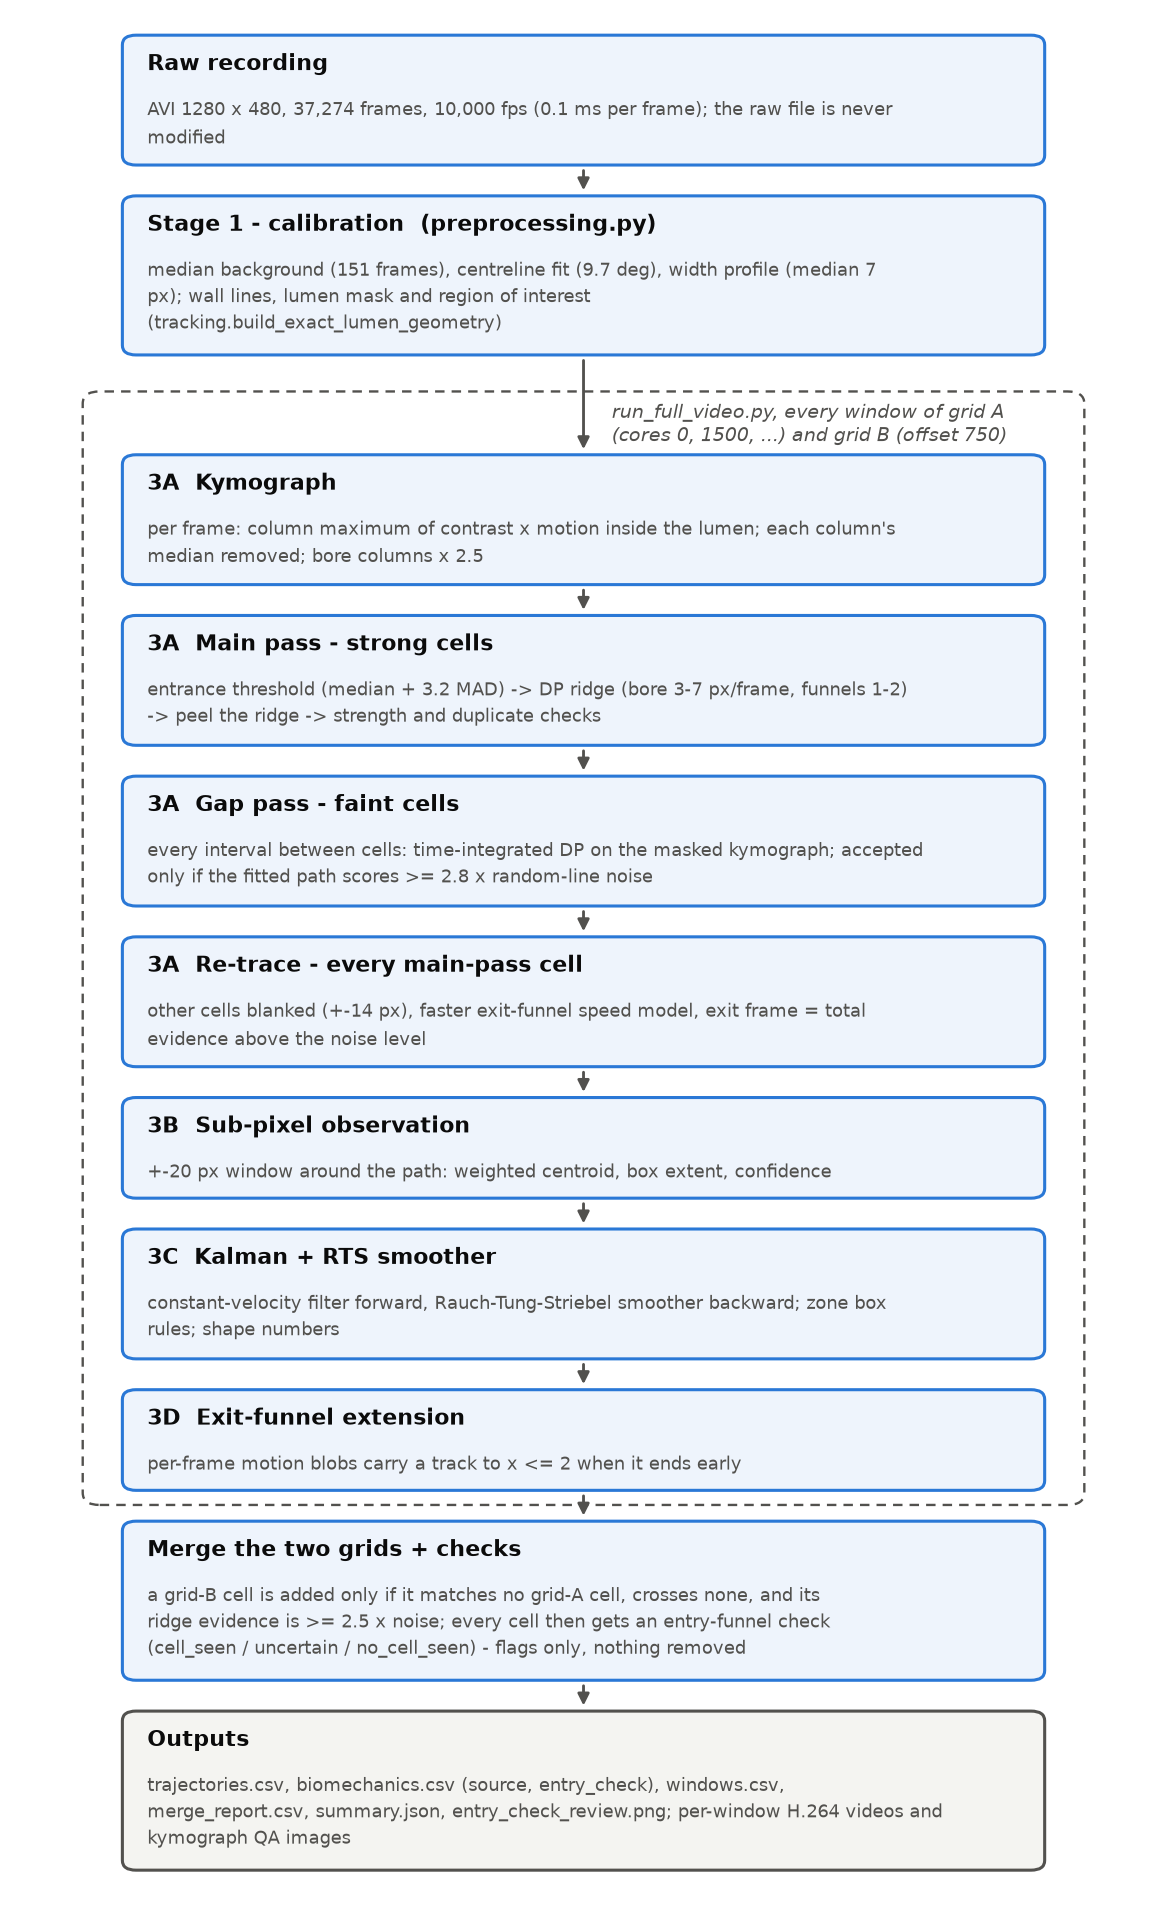 Raw recording
AVI 1280 x 480, 37,274 frames, 10,000 fps (0.1 ms per frame); the raw file is never
modified
Stage 1 - calibration  (preprocessing.py)
median background (151 frames), centreline fit (9.7 deg), width profile (median 7
px); wall lines, lumen mask and region of interest
(tracking.build_exact_lumen_geometry)
run_full_video.py, every window of grid A
(cores 0, 1500, ...) and grid B (offset 750)
3A  Kymograph
per frame: column maximum of contrast x motion inside the lumen; each column's
median removed; bore columns x 2.5
3A  Main pass - strong cells
entrance threshold (median + 3.2 MAD) -> DP ridge (bore 3-7 px/frame, funnels 1-2)
-> peel the ridge -> strength and duplicate checks
3A  Gap pass - faint cells
every interval between cells: time-integrated DP on the masked kymograph; accepted
only if the fitted path scores >= 2.8 x random-line noise
3A  Re-trace - every main-pass cell
other cells blanked (+-14 px), faster exit-funnel speed model, exit frame = total
evidence above the noise level
3B  Sub-pixel observation
+-20 px window around the path: weighted centroid, box extent, confidence
3C  Kalman + RTS smoother
constant-velocity filter forward, Rauch-Tung-Striebel smoother backward; zone box
rules; shape numbers
3D  Exit-funnel extension
per-frame motion blobs carry a track to x <= 2 when it ends early
Merge the two grids + checks
a grid-B cell is added only if it matches no grid-A cell, crosses none, and its
ridge evidence is >= 2.5 x noise; every cell then gets an entry-funnel check
(cell_seen / uncertain / no_cell_seen) - flags only, nothing removed
Outputs
trajectories.csv, biomechanics.csv (source, entry_check), windows.csv,
merge_report.csv, summary.json, entry_check_review.png; per-window H.264 videos and
kymograph QA images